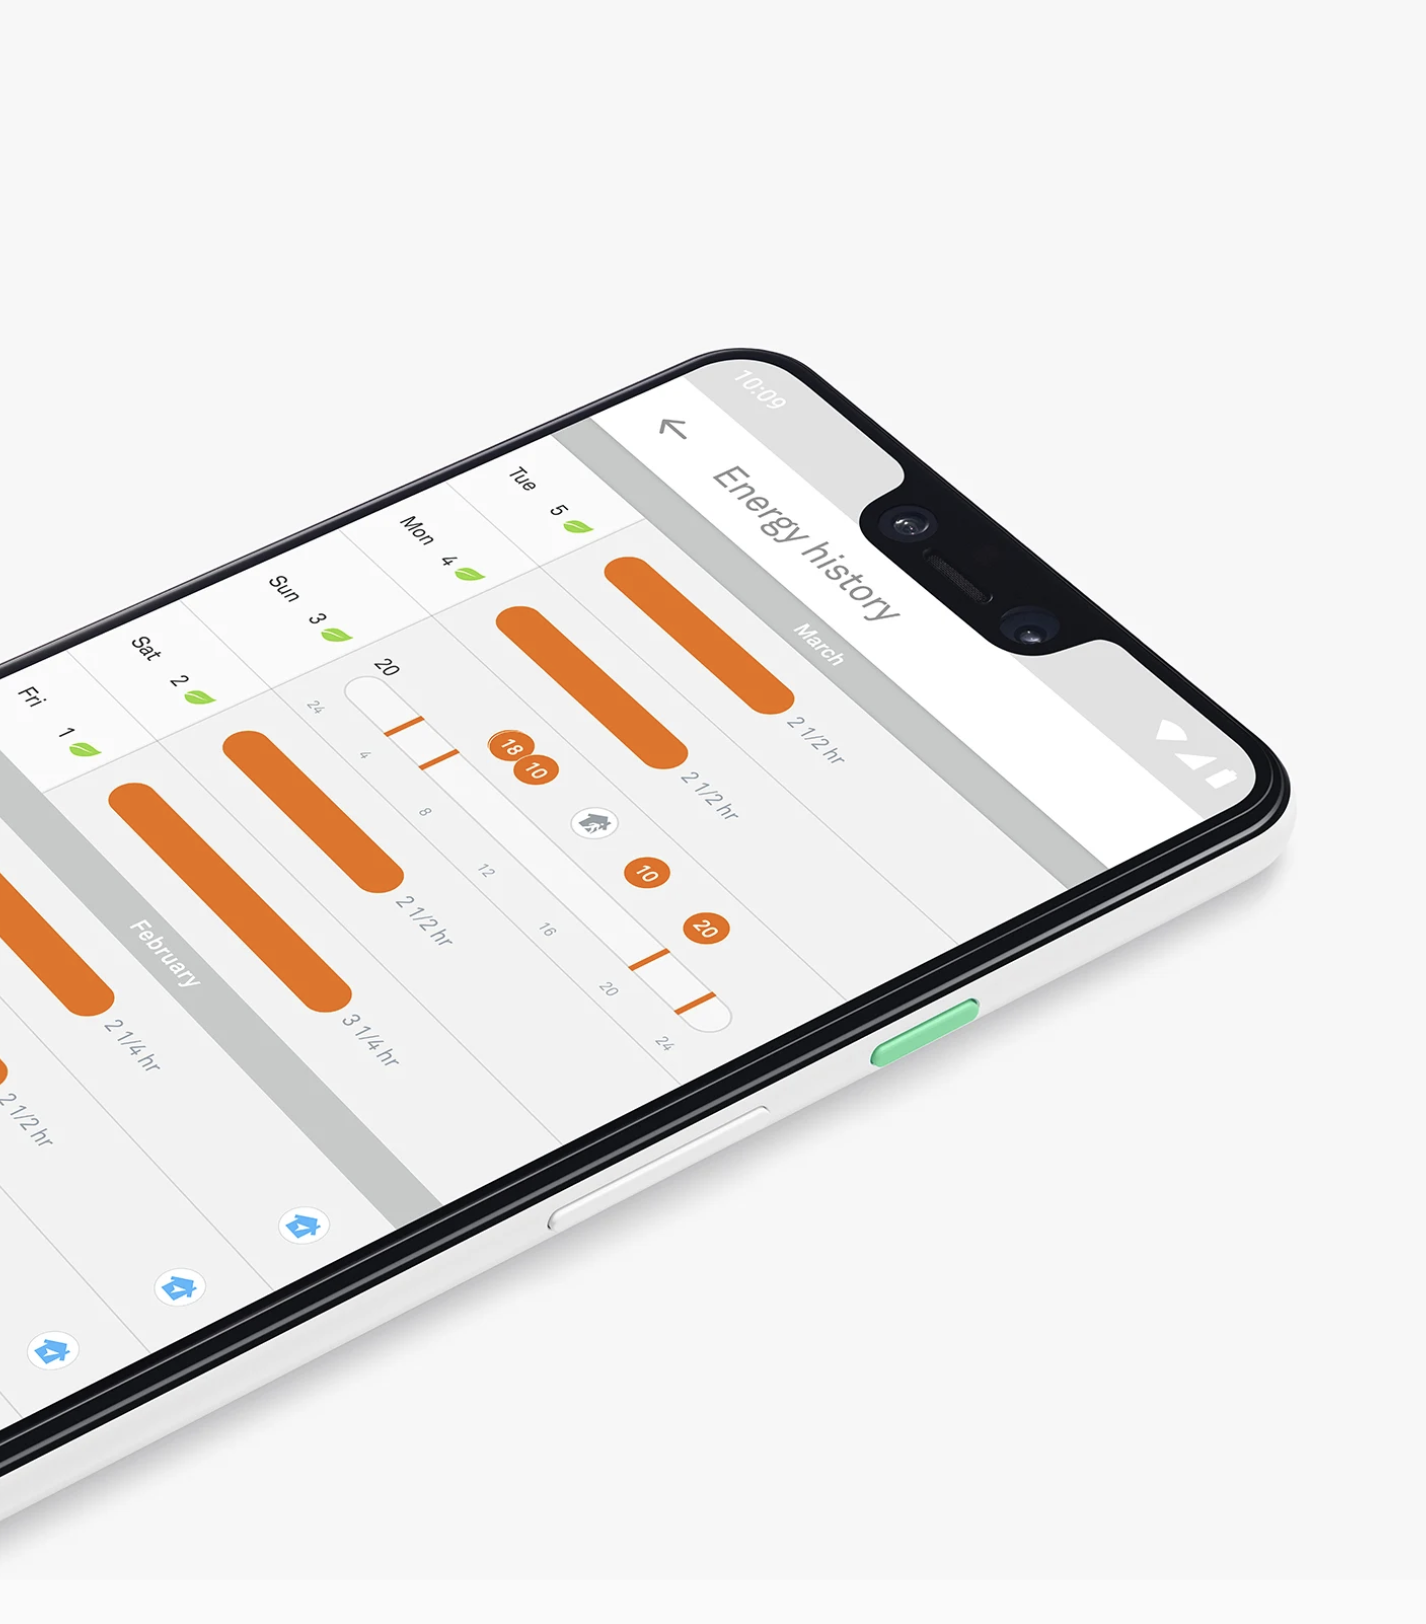 10:09
Energy history
March
Tue 5
2 1/2 hr
Mon 4
2 1/2 hr
Sun 3
20
18
10
10
20
24
4
8
12
16
20
24
Sat 2
2 1/2 hr
Fri 1
3 1/4 hr
February
2 1/4 hr
2 1/2 hr